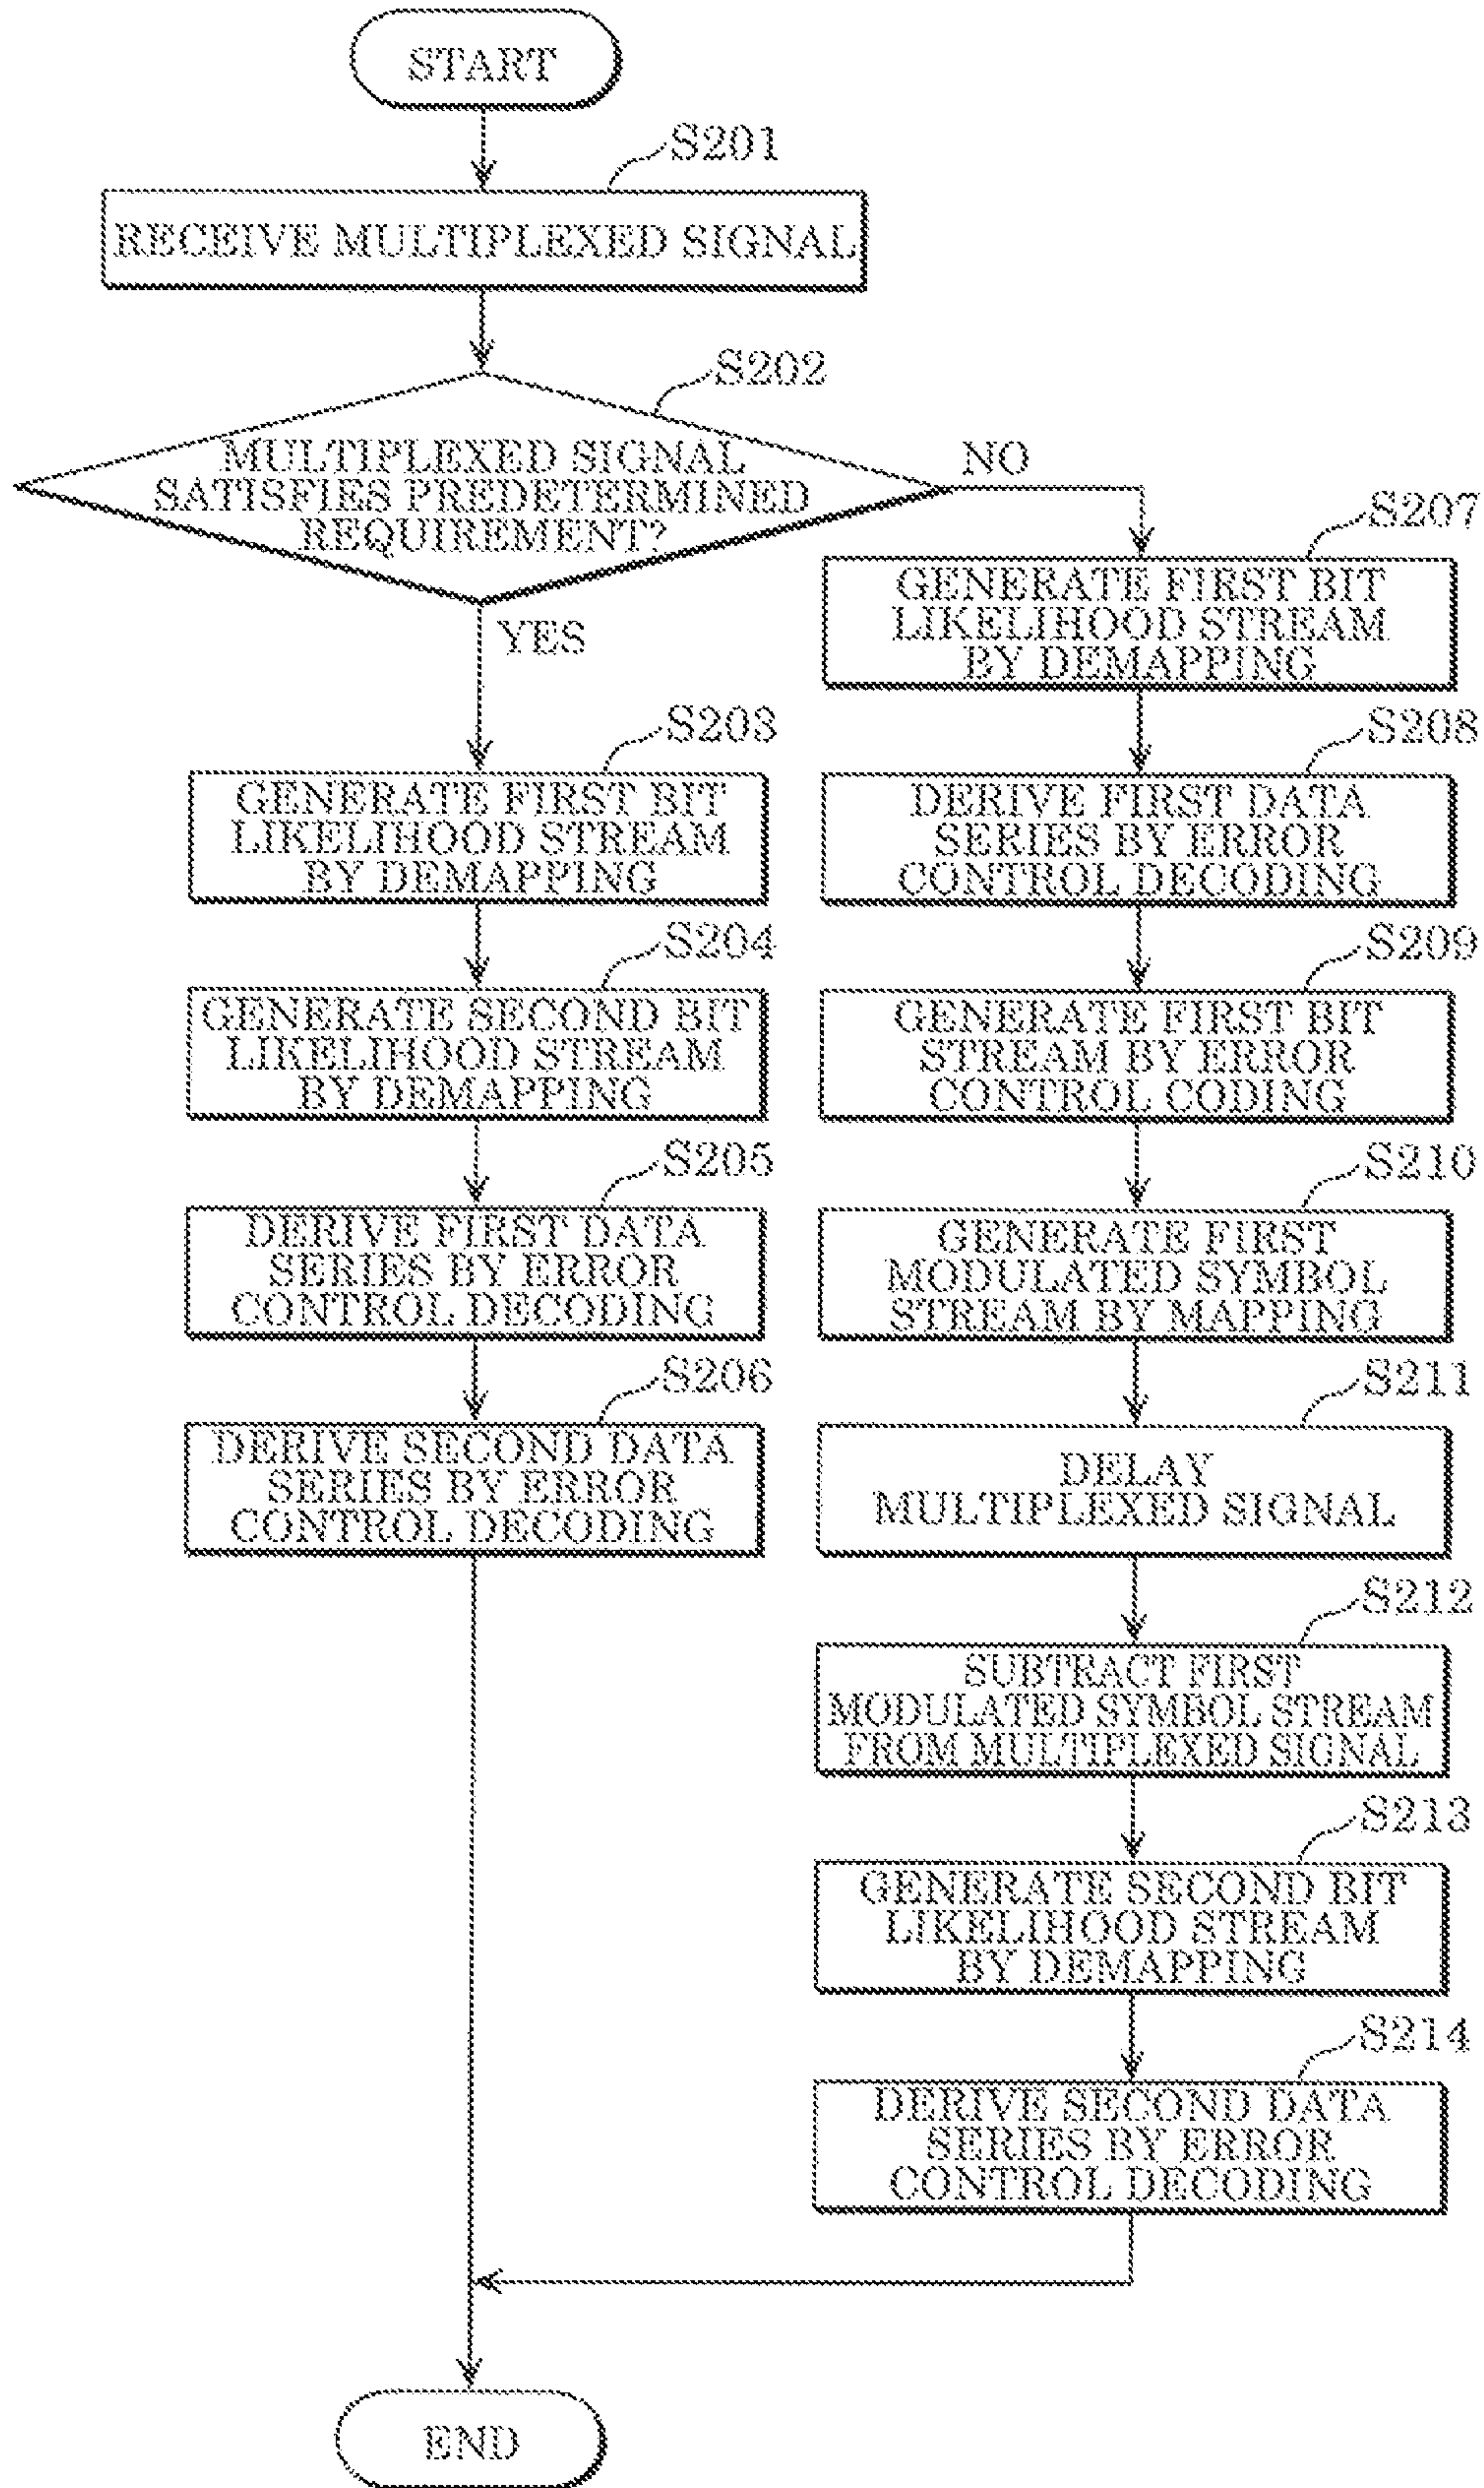 START
S201
RECEIVE MULTIPLEXED SIGNAL
S202
MULTIPLEXED SIGNAL
SATISFIES PREDETERMINED
REQUIREMENT?
NO
YES
S203
GENERATE FIRST BIT
LIKELIHOOD STREAM
BY DEMAPPING
S204
GENERATE SECOND BIT
LIKELIHOOD STREAM
BY DEMAPPING
S205
DERIVE FIRST DATA
SERIES BY ERROR
CONTROL DECODING
S206
DERIVE SECOND DATA
SERIES BY ERROR
CONTROL DECODING
S207
GENERATE FIRST BIT
LIKELIHOOD STREAM
BY DEMAPPING
S208
DERIVE FIRST DATA
SERIES BY ERROR
CONTROL DECODING
S209
GENERATE FIRST BIT
STREAM BY ERROR
CONTROL CODING
S210
GENERATE FIRST
MODULATED SYMBOL
STREAM BY MAPPING
S211
DELAY
MULTIPLEXED SIGNAL
S212
SUBTRACT FIRST
MODULATED SYMBOL STREAM
FROM MULTIPLEXED SIGNAL
S213
GENERATE SECOND BIT
LIKELIHOOD STREAM
BY DEMAPPING
S214
DERIVE SECOND DATA
SERIES BY ERROR
CONTROL DECODING
END